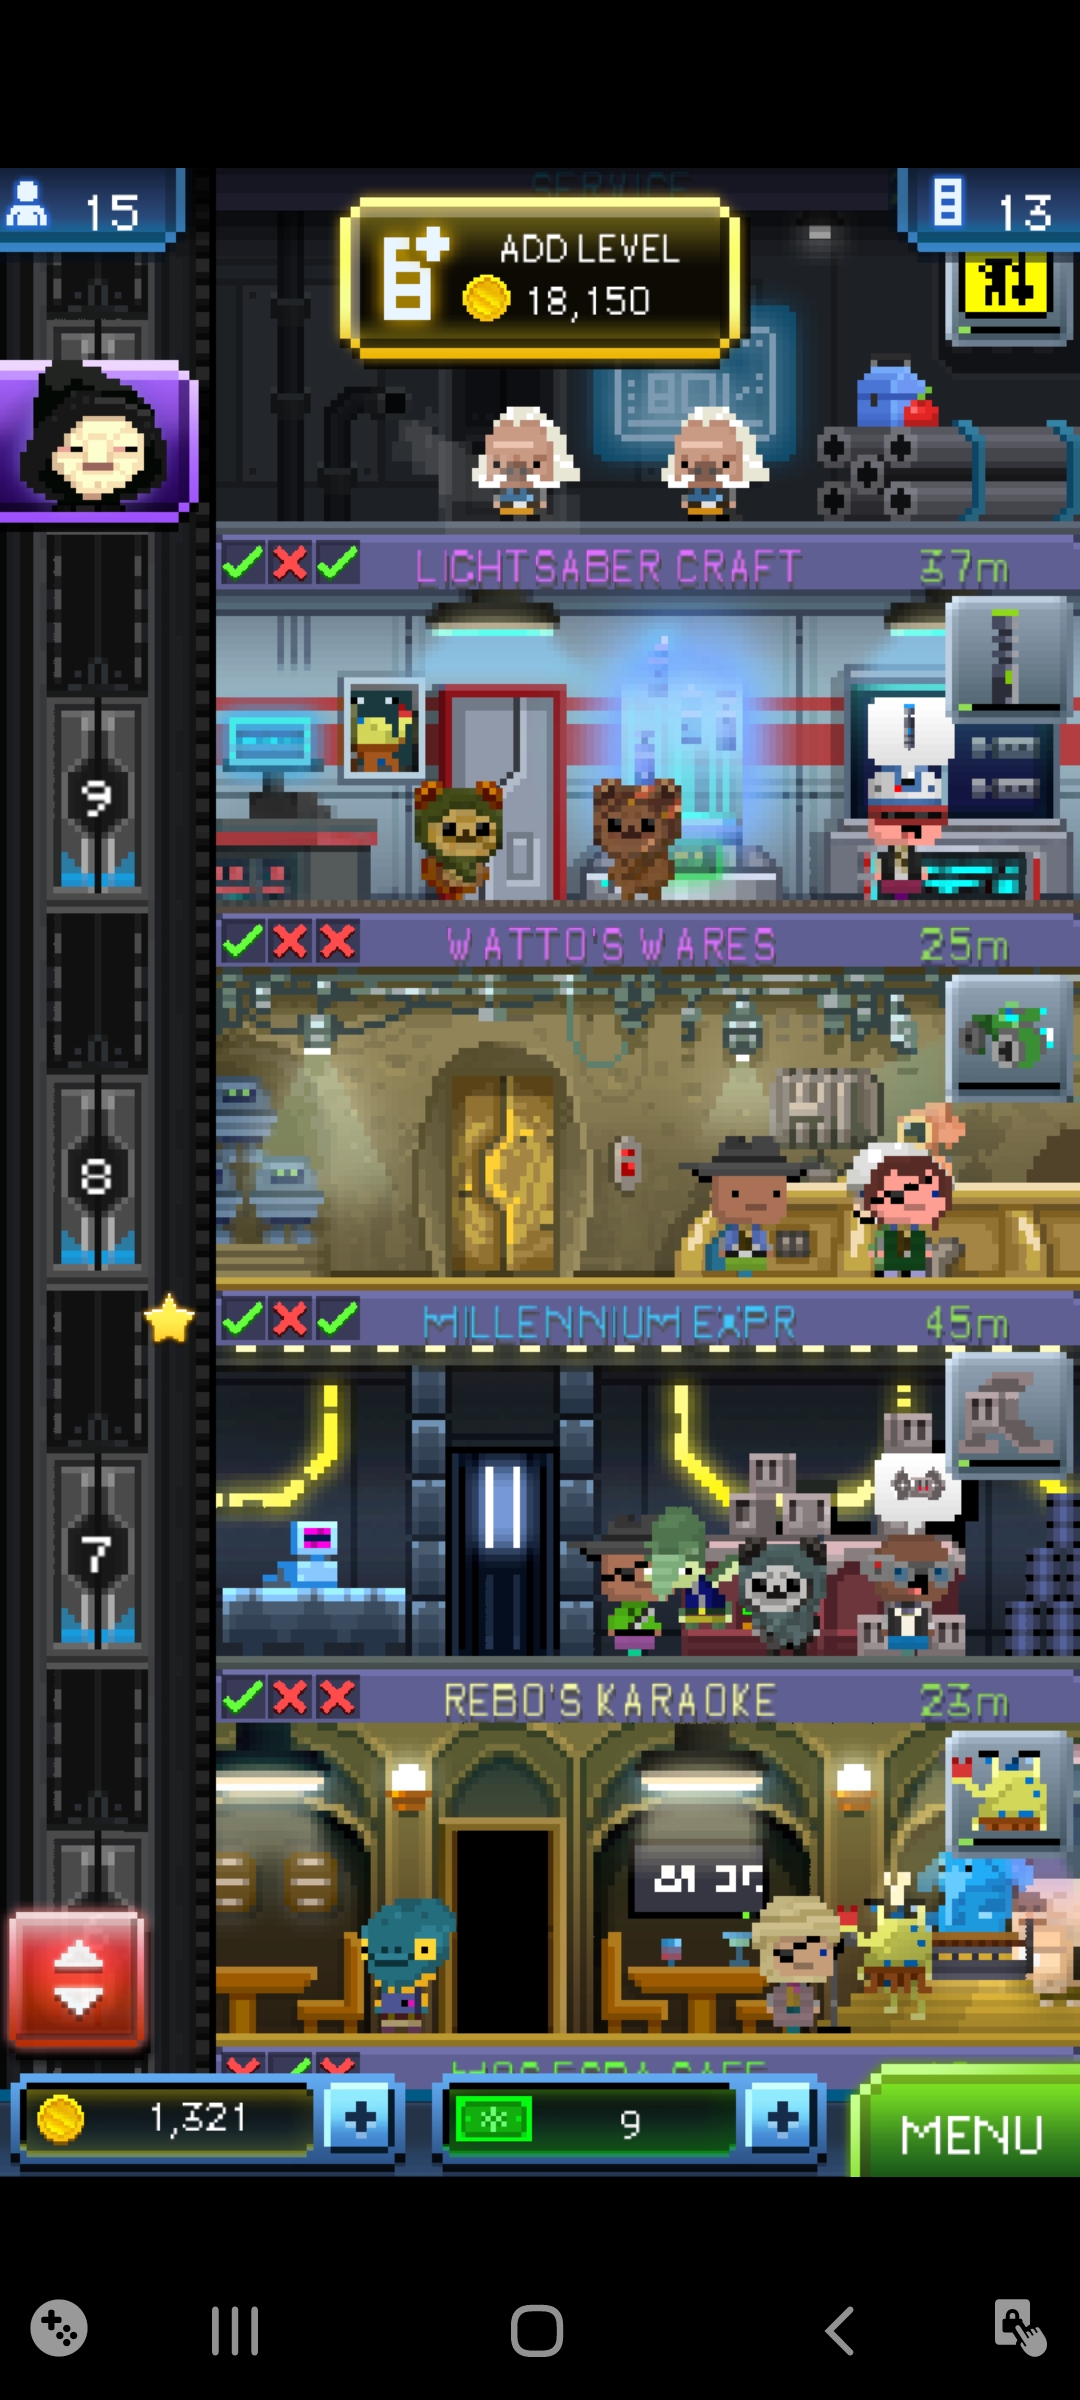 SERVICE
15
ADD LEVEL
18,150
13
LIGHTSABER CRAFT 37m
9
WATTO'S WARES 25m
8
MILLENNIUM EXPR 45m
7
REBO'S KARAOKE 23m
1,321
9
MENU